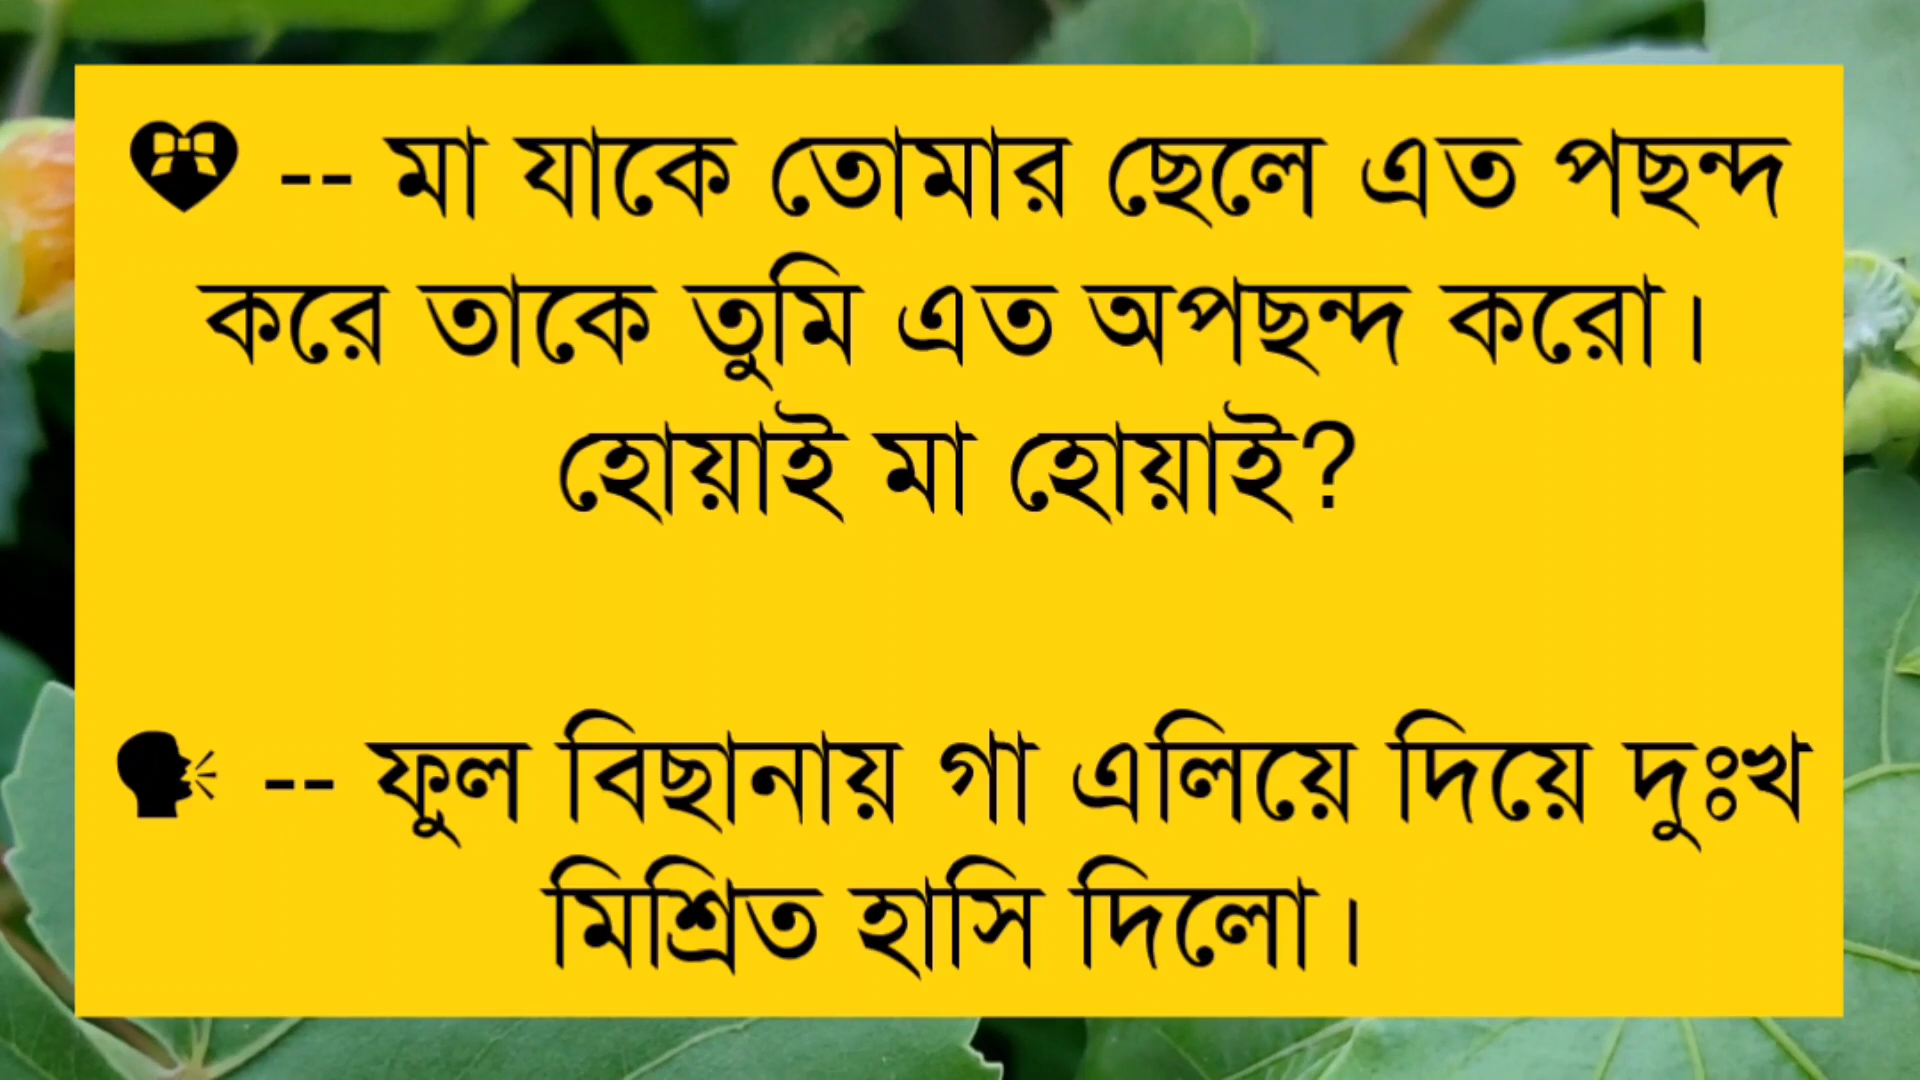 💝 -- মা যাকে তোমার ছেলে এত পছন্দ
করে তাকে তুমি এত অপছন্দ করো।
হোয়াই মা হোয়াই?
🗣 -- ফুল বিছানায় গা এলিয়ে দিয়ে দুঃখ
মিশ্রিত হাসি দিলো।